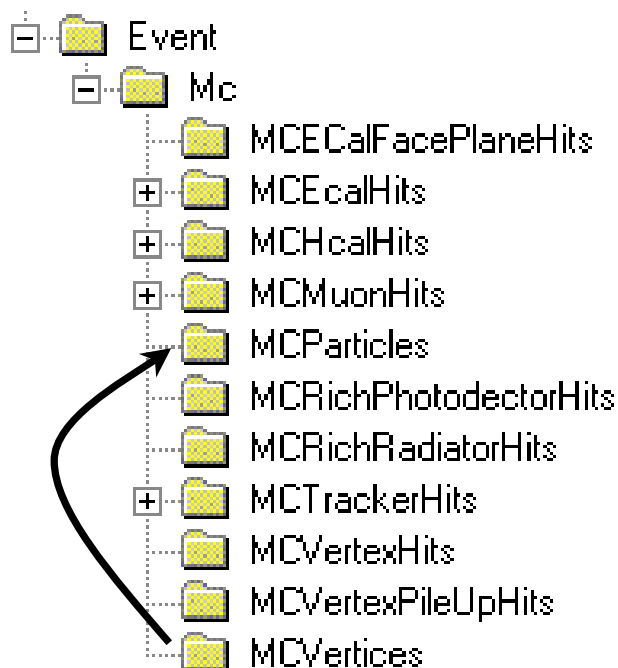 Event
Mc
MCECalFacePlaneHits
MCEcalHits
MCHcalHits
MCMuonHits
MCParticles
MCRichPhotodectorHits
MCRichRadiatorHits
MCTrackerHits
MCVertexHits
MCVertexPileUpHits
MCVertices